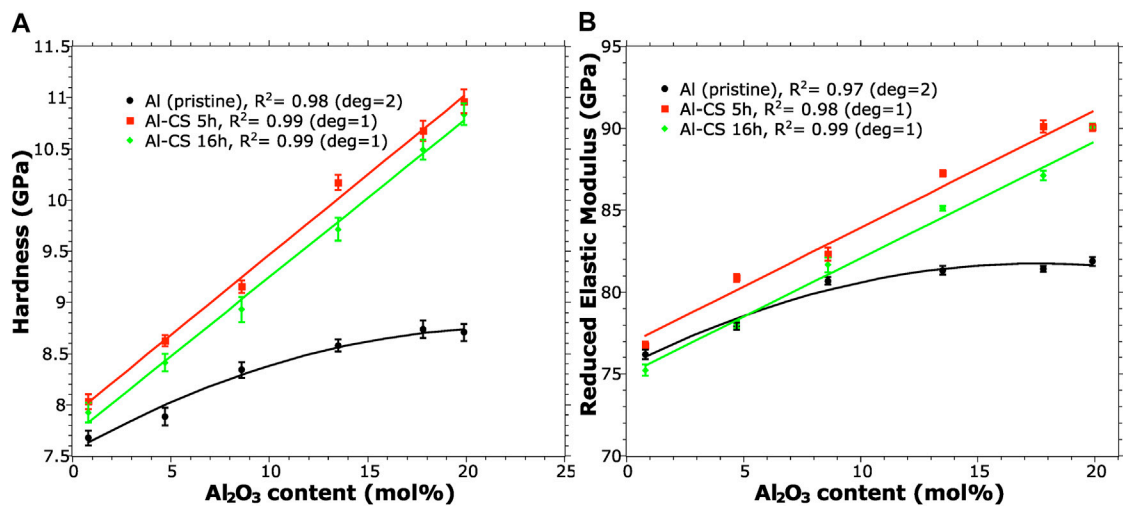 A
Hardness (GPa)
11.5
11
10.5
10
9.5
9
8.5
8
7.5
Al (pristine), R²= 0.98 (deg=2)
Al-CS 5h, R²= 0.99 (deg=1)
Al-CS 16h, R²= 0.99 (deg=1)
0 5 10 15 20 25
Al₂O₃ content (mol%)
B
Reduced Elastic Modulus (GPa)
95
90
85
80
75
70
Al (pristine), R²= 0.97 (deg=2)
Al-CS 5h, R²= 0.98 (deg=1)
Al-CS 16h, R²= 0.99 (deg=1)
0 5 10 15 20
Al₂O₃ content (mol%)